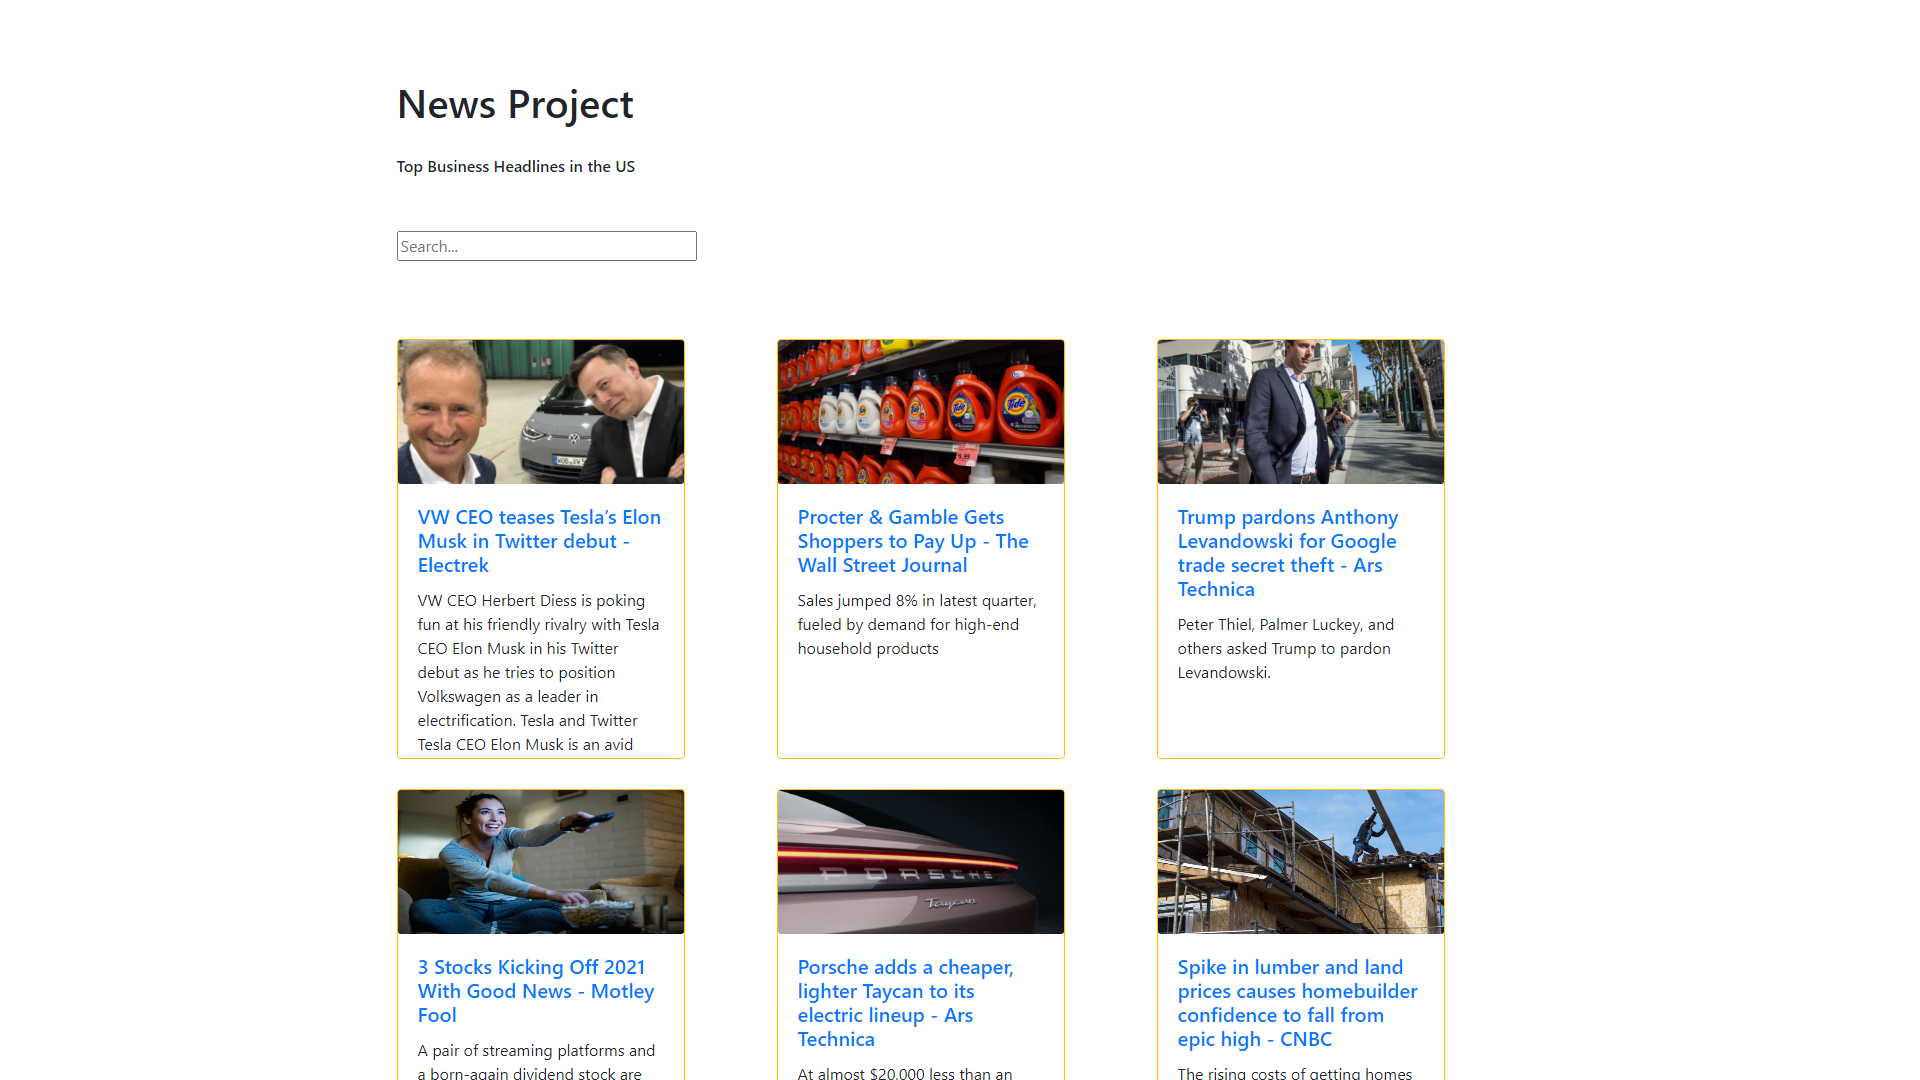 News Project
Top Business Headlines in the US
Search...
Tide
Tide
VW CEO teases Tesla’s Elon
Musk in Twitter debut -
Electrek
VW CEO Herbert Diess is poking
fun at his friendly rivalry with Tesla
CEO Elon Musk in his Twitter
debut as he tries to position
Volkswagen as a leader in
electrification. Tesla and Twitter
Tesla CEO Elon Musk is an avid
Procter & Gamble Gets
Shoppers to Pay Up - The
Wall Street Journal
Sales jumped 8% in latest quarter,
fueled by demand for high-end
household products
Trump pardons Anthony
Levandowski for Google
trade secret theft - Ars
Technica
Peter Thiel, Palmer Luckey, and
others asked Trump to pardon
Levandowski.
PORSCHE
Taycan
3 Stocks Kicking Off 2021
With Good News - Motley
Fool
A pair of streaming platforms and
a born-again dividend stock are
Porsche adds a cheaper,
lighter Taycan to its
electric lineup - Ars
Technica
At almost $20,000 less than an
Spike in lumber and land
prices causes homebuilder
confidence to fall from
epic high - CNBC
The rising costs of getting homes